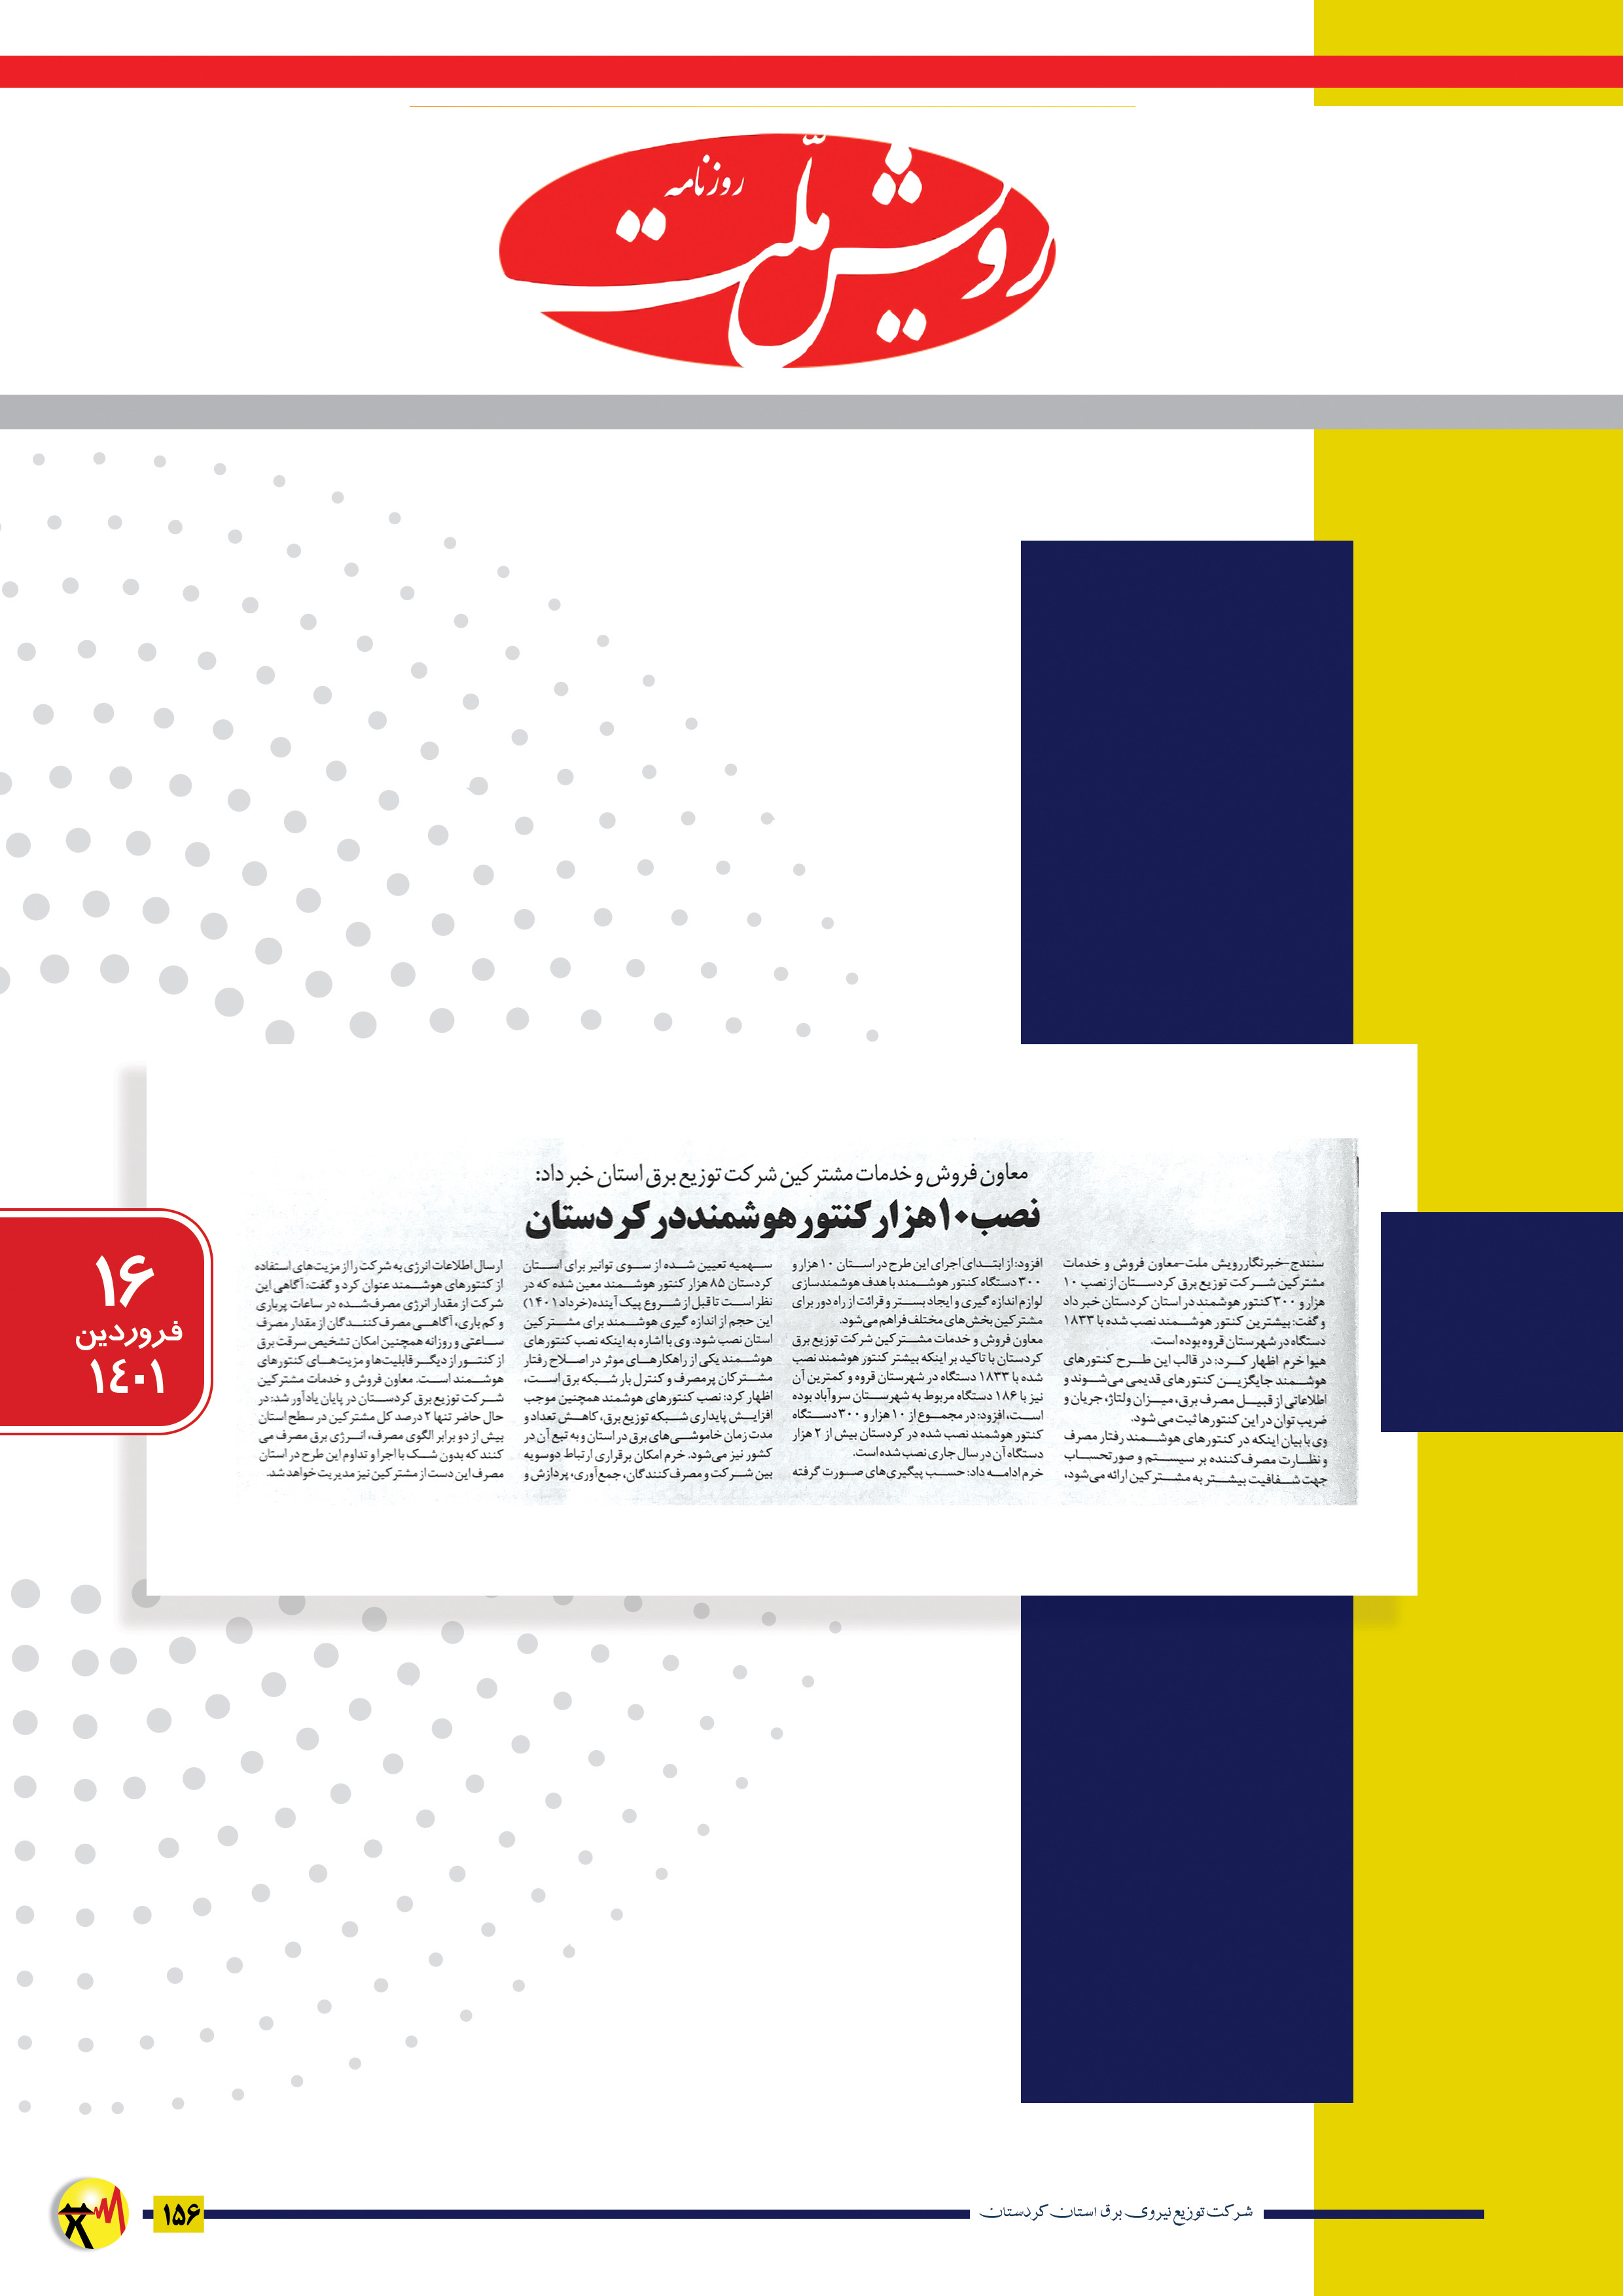 روزنامه
رویش ملّت
معاون فروش و خدمات مشترکین شرکت توزیع برق استان خبر داد:
نصب ۱۰ هزار کنتور هوشمند در کردستان
سنندج-خبرنگار رویش ملت-معاون فروش و خدمات
مشترکین شرکت توزیع برق کردستان از نصب ۱۰
هزار و ۳۰۰ کنتور هوشمند در استان کردستان خبر داد
و گفت: بیشترین کنتور هوشمند نصب شده با ۱۸۳۳
دستگاه در شهرستان قروه بوده است.
هیوا خرم اظهار کرد: در قالب این طرح کنتورهای
هوشمند جایگزین کنتورهای قدیمی می‌شوند و
اطلاعاتی از قبیل مصرف برق، میزان ولتاژ، جریان و
ضریب توان در این کنتورها ثبت می شود.
وی با بیان اینکه در کنتورهای هوشمند رفتار مصرف
و نظارت مصرف‌کننده بر سیستم و صورتحساب
جهت شفافیت بیشتر به مشترکین ارائه می‌شود،
افزود: از ابتدای اجرای این طرح در استان ۱۰ هزار و
۳۰۰ دستگاه کنتور هوشمند با هدف هوشمندسازی
لوازم اندازه گیری و ایجاد بستر و قرائت از راه دور برای
مشترکین بخش‌های مختلف فراهم می‌شود.
معاون فروش و خدمات مشترکین شرکت توزیع برق
کردستان با تاکید بر اینکه بیشتر کنتور هوشمند نصب
شده با ۱۸۳۳ دستگاه در شهرستان قروه و کمترین آن
نیز با ۱۸۶ دستگاه مربوط به شهرستان سروآباد بوده
است، افزود: در مجموع از ۱۰ هزار و ۳۰۰ دستگاه
کنتور هوشمند نصب شده در کردستان بیش از ۲ هزار
دستگاه آن در سال جاری نصب شده است.
خرم ادامه داد: حسب پیگیری‌های صورت گرفته
سهمیه تعیین شده از سوی توانیر برای استان
کردستان ۸۵ هزار کنتور هوشمند معین شده که در
نظر است تا قبل از شروع پیک آینده(خرداد ۱۴۰۱)
این حجم از اندازه گیری هوشمند برای مشترکین
استان نصب شود. وی با اشاره به اینکه نصب کنتورهای
هوشمند یکی از راهکارهای موثر در اصلاح رفتار
مشترکان پرمصرف و کنترل بار شبکه برق است،
اظهار کرد: نصب کنتورهای هوشمند همچنین موجب
افزایش پایداری شبکه توزیع برق، کاهش تعداد و
مدت زمان خاموشی‌های برق در استان و به تبع آن در
کشور نیز می‌شود. خرم امکان برقراری ارتباط دوسویه
بین شرکت و مصرف‌کنندگان، جمع‌آوری، پردازش و
ارسال اطلاعات انرژی به شرکت را از مزیت‌های استفاده
از کنتورهای هوشمند عنوان کرد و گفت: آگاهی این
شرکت از مقدار انرژی مصرف‌شده در ساعات پرباری
و کم باری، آگاهی مصرف کنندگان از مقدار مصرف
ساعتی و روزانه همچنین امکان تشخیص سرقت برق
از کنتور از دیگر قابلیت‌ها و مزیت‌های کنتورهای
هوشمند است. معاون فروش و خدمات مشترکین
شرکت توزیع برق کردستان در پایان یادآور شد: در
حال حاضر تنها ۲ درصد کل مشترکین در سطح استان
بیش از دو برابر الگوی مصرف، انرژی برق مصرف می
کنند که بدون شک با اجرا و تداوم این طرح در استان
مصرف این دست از مشترکین نیز مدیریت خواهد شد.
۱۶
فروردین
۱٤۰۱
شرکت توزیع نیروی برق استان کردستان
۱۵۶